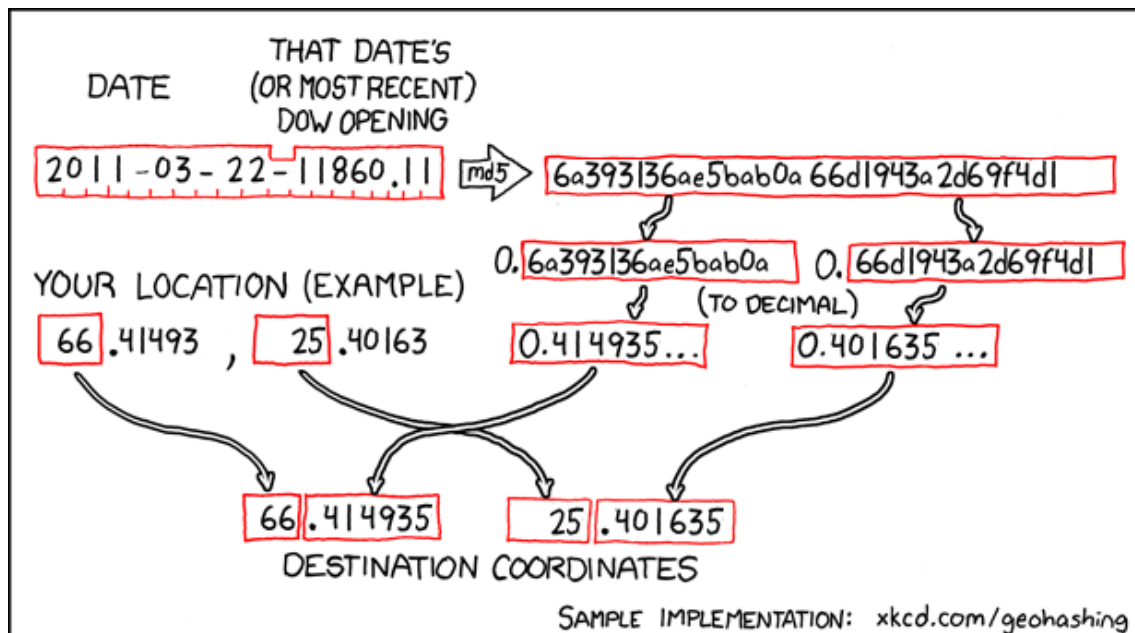 DATE
THAT DATE'S
(OR MOST RECENT)
DOW OPENING
2011-03-22-11860.11
md5
6a393136ae5bab0a66d1943a2d69f4d1
0.6a393136ae5bab0a
0.66d1943a2d69f4d1
(TO DECIMAL)
YOUR LOCATION (EXAMPLE)
66.41493, 25.40163
0.414935...
0.401635...
66.414935
25.401635
DESTINATION COORDINATES
SAMPLE IMPLEMENTATION: xkcd.com/geohashing